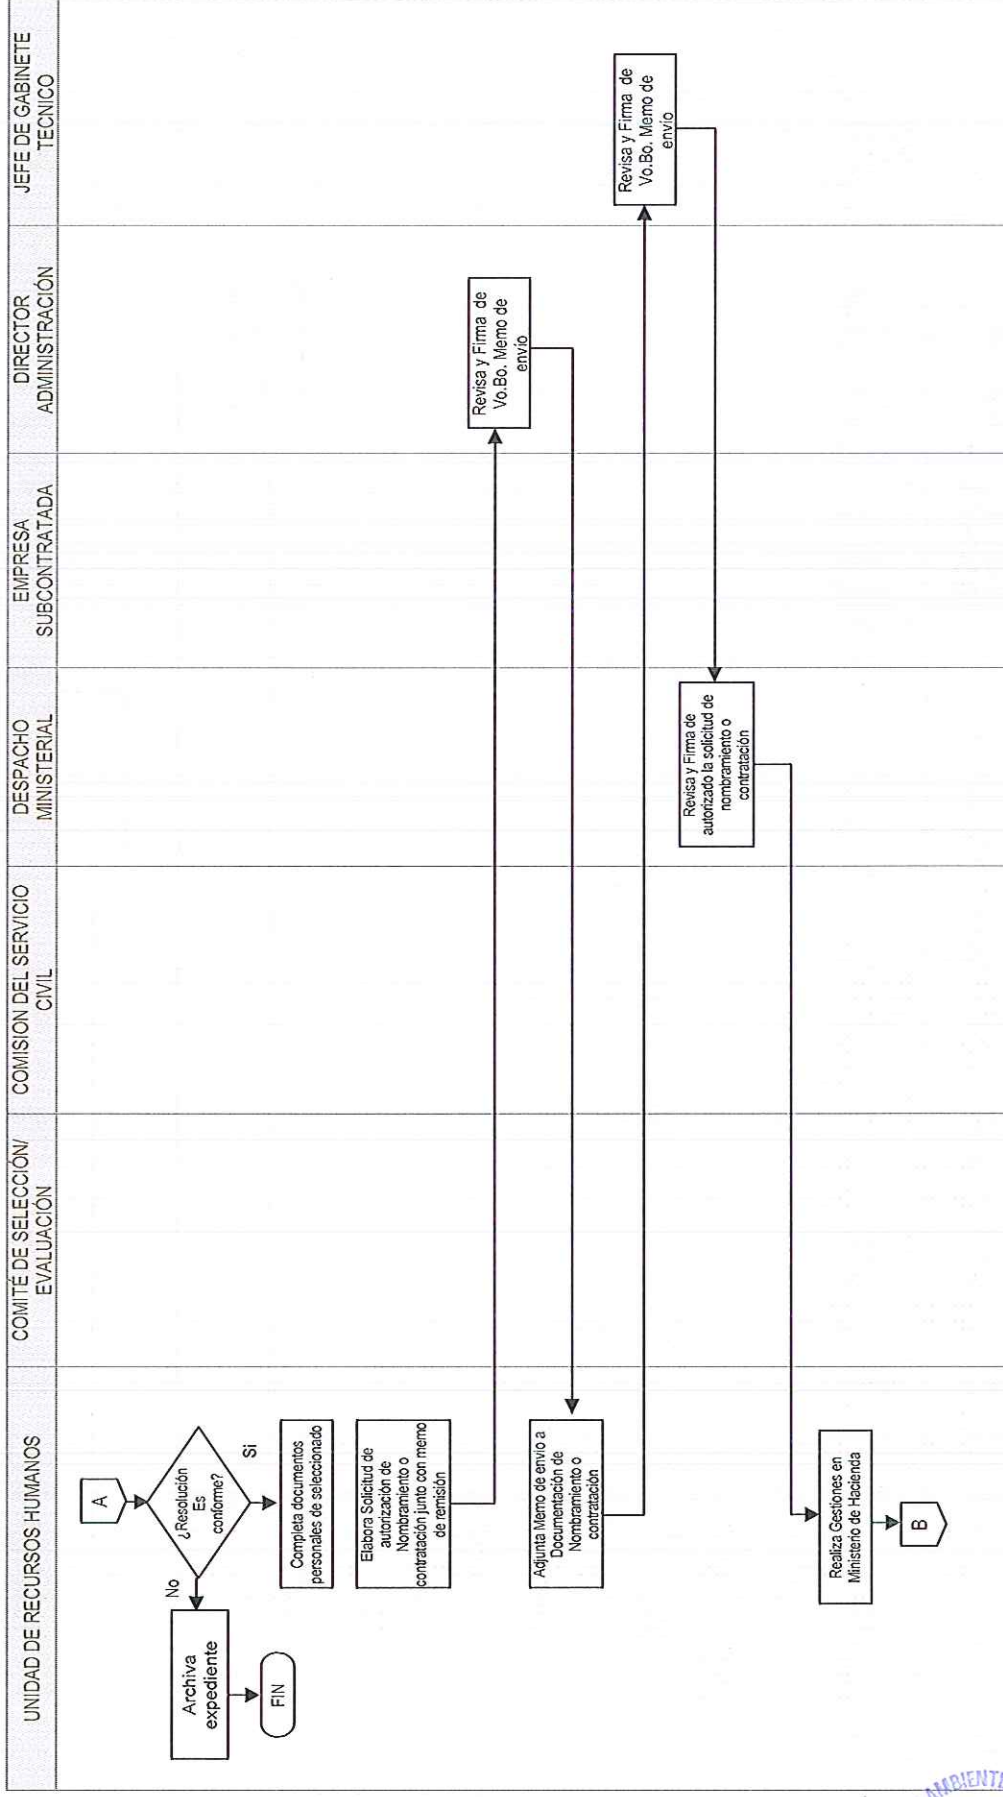 UNIDAD DE RECURSOS HUMANOS
COMITÉ DE SELECCIÓN/
EVALUACIÓN
COMISION DEL SERVICIO
CIVIL
DESPACHO
MINISTERIAL
EMPRESA
SUBCONTRATADA
DIRECTOR
ADMINISTRACIÓN
JEFE DE GABINETE
TECNICO
A
¿Resolución
Es
conforme?
No
Si
Archiva
expediente
FIN
Completa documentos
personales de seleccionado
Elabora Solicitud de
autorización de
Nombramiento o
contratación junto con memo
de remisión
Revisa y Firma de
Vo.Bo. Memo de
envío
Adjunta Memo de envio a
Documentación de
Nombramiento o
contratación
Revisa y Firma de
Vo.Bo. Memo de
envío
Revisa y Firma de
autorizado la solicitud de
nombramiento o
contratación
Realiza Gestiones en
Ministerio de Hacienda
B